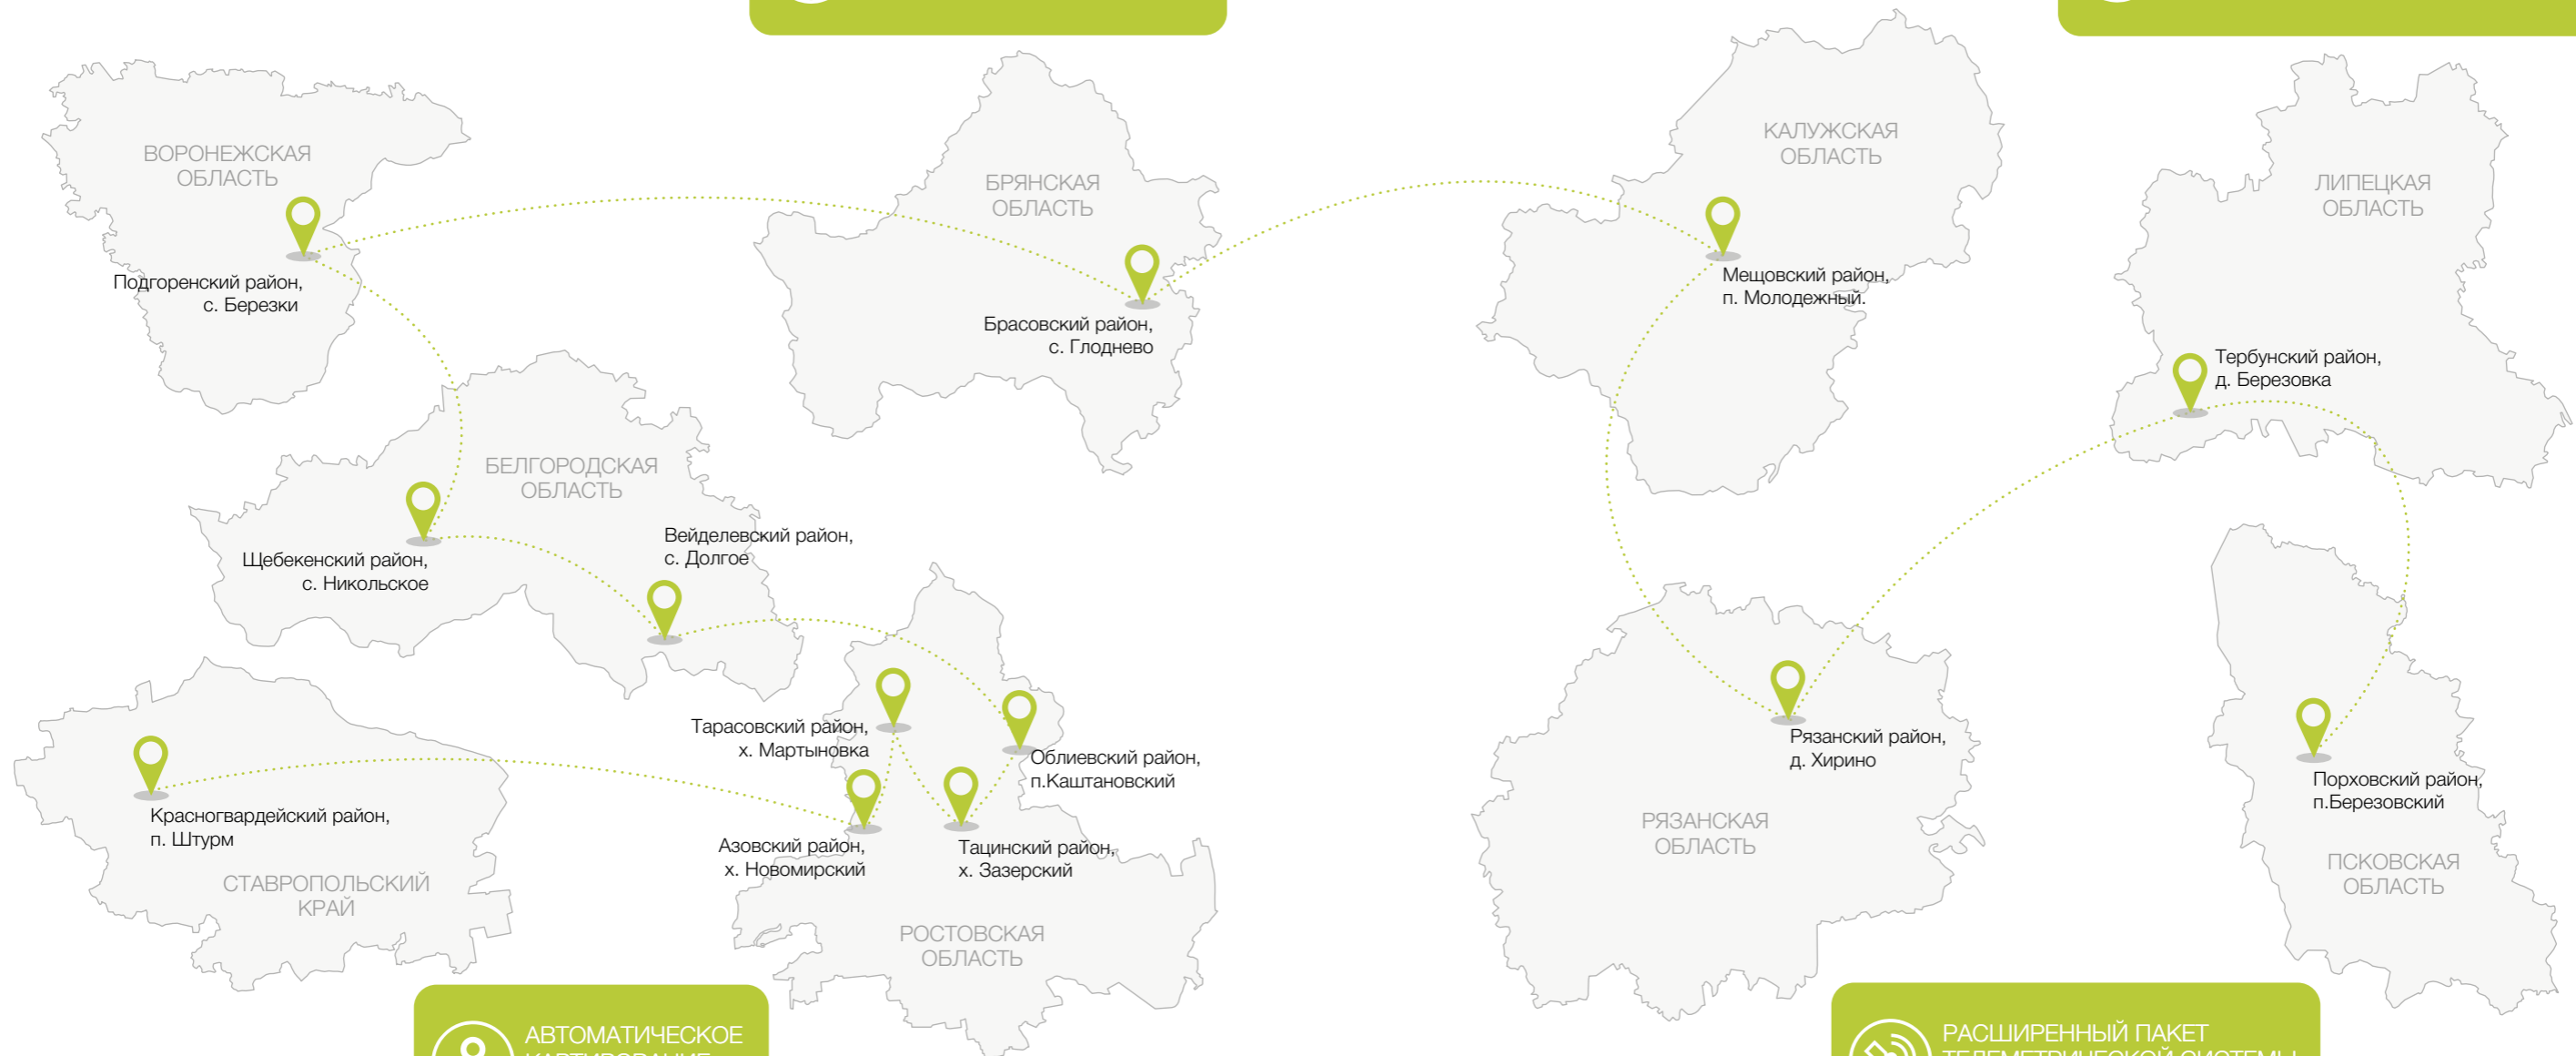 ВОРОНЕЖСКАЯ
ОБЛАСТЬ
Подгоренский район,
с. Березки
БРЯНСКАЯ
ОБЛАСТЬ
Брасовский район,
с. Глоднево
КАЛУЖСКАЯ
ОБЛАСТЬ
Мещовский район,
п. Молодежный.
ЛИПЕЦКАЯ
ОБЛАСТЬ
Тербунский район,
д. Березовка
БЕЛГОРОДСКАЯ
ОБЛАСТЬ
Щебекенский район,
с. Никольское
Вейделевский район,
с. Долгое
Тарасовский район,
х. Мартыновка
Облиевский район,
п.Каштановский
Азовский район,
х. Новомирский
Тацинский район,
х. Зазерский
РОСТОВСКАЯ
ОБЛАСТЬ
Красногвардейский район,
п. Штурм
СТАВРОПОЛЬСКИЙ
КРАЙ
Рязанский район,
д. Хирино
РЯЗАНСКАЯ
ОБЛАСТЬ
Порховский район,
п.Березовский
ПСКОВСКАЯ
ОБЛАСТЬ
АВТОМАТИЧЕСКОЕ
КАРТИРОВАНИЕ
РАСШИРЕННЫЙ ПАКЕТ
ТЕЛЕМЕТРИЧЕСКОЙ СИСТЕМЫ